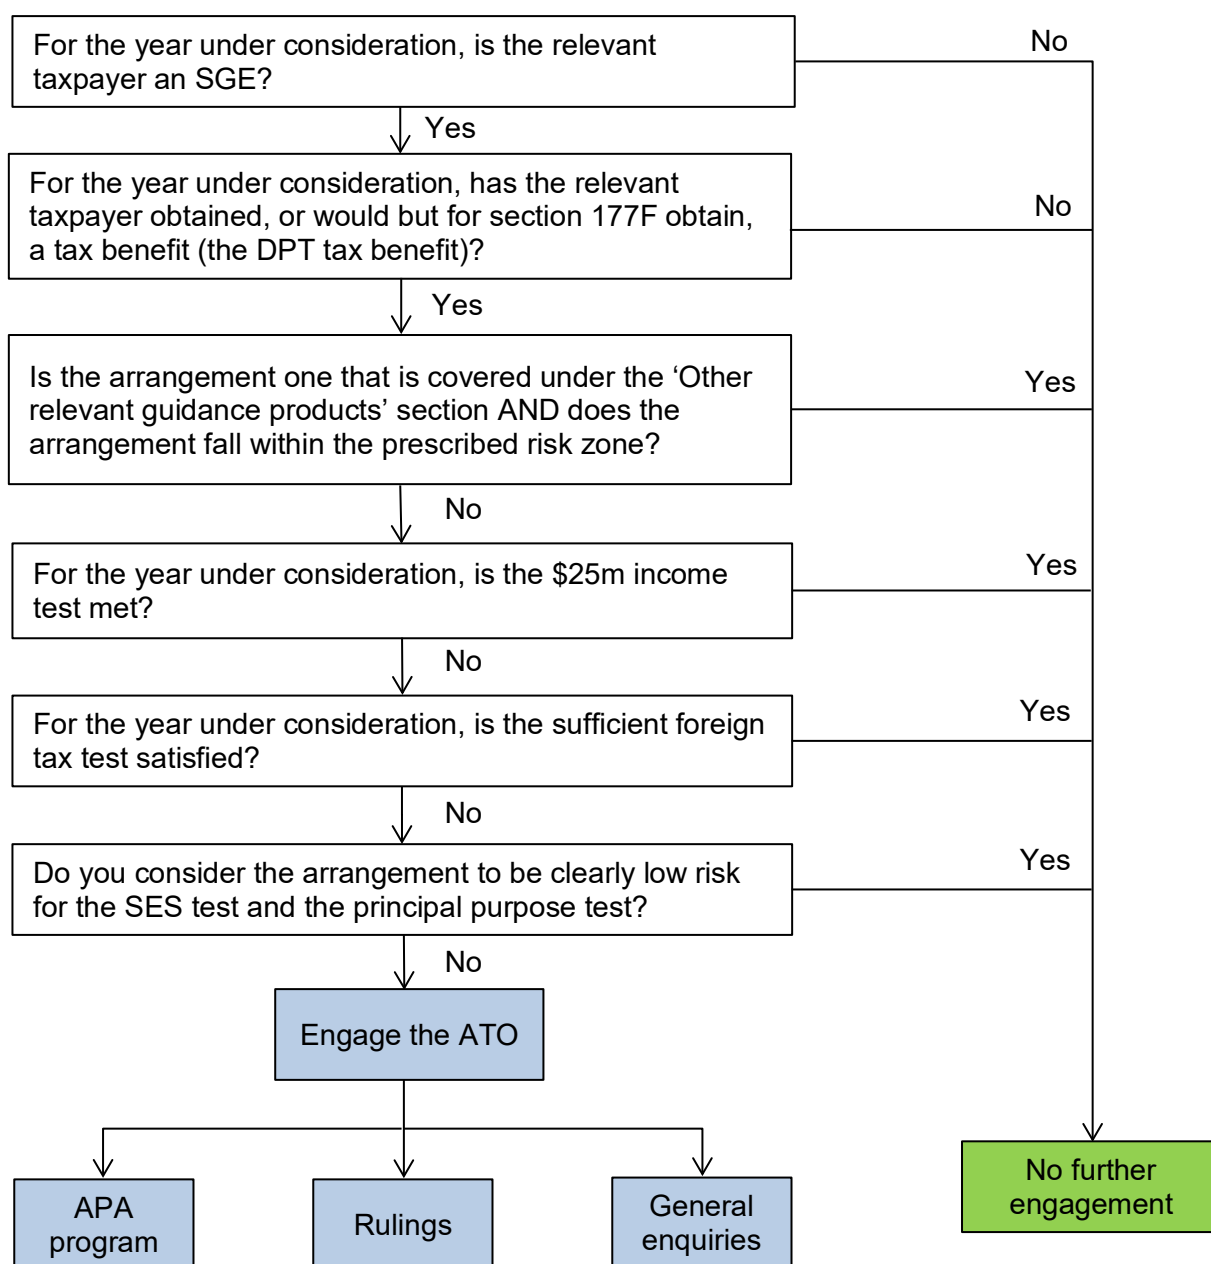 For the year under consideration, is the relevant
taxpayer an SGE?
No
Yes
For the year under consideration, has the relevant
taxpayer obtained, or would but for section 177F obtain,
a tax benefit (the DPT tax benefit)?
No
Yes
Is the arrangement one that is covered under the ‘Other
relevant guidance products’ section AND does the
arrangement fall within the prescribed risk zone?
Yes
No
For the year under consideration, is the $25m income
test met?
Yes
No
For the year under consideration, is the sufficient foreign
tax test satisfied?
Yes
No
Do you consider the arrangement to be clearly low risk
for the SES test and the principal purpose test?
Yes
No
Engage the ATO
APA
program
Rulings
General
enquiries
No further
engagement